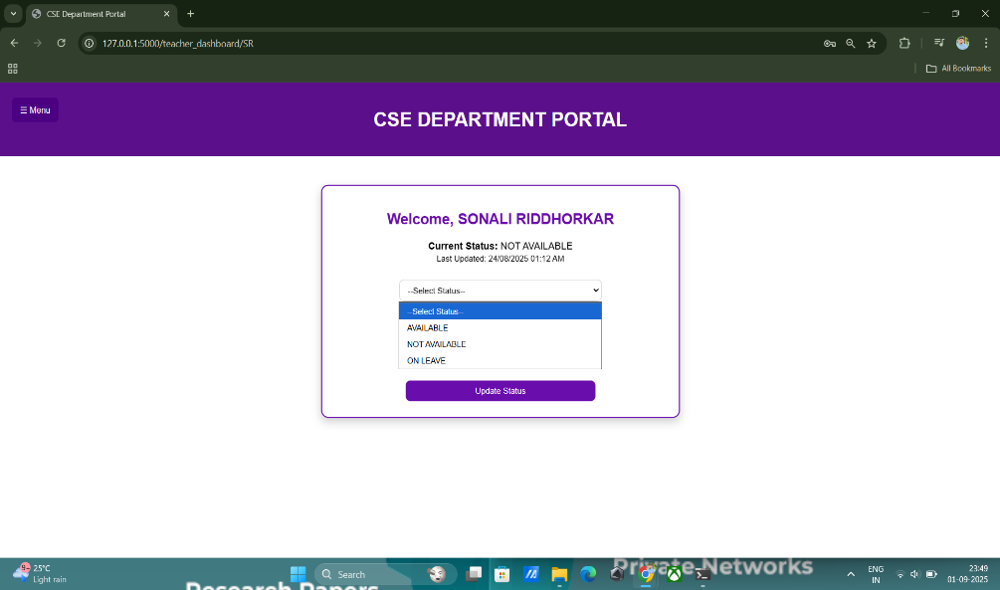 CSE Department Portal
127.0.0.1:5000/teacher_dashboard/SR
All Bookmarks
☰ Menu
CSE DEPARTMENT PORTAL
Welcome, SONALI RIDDHORKAR
Current Status: NOT AVAILABLE
Last Updated: 24/08/2025 01:12 AM
--Select Status--
--Select Status--
AVAILABLE
NOT AVAILABLE
ON LEAVE
Update Status
9+
25°C
Light rain
Search
Research Papers
Private Networks
ENG
IN
23:49
01-09-2025